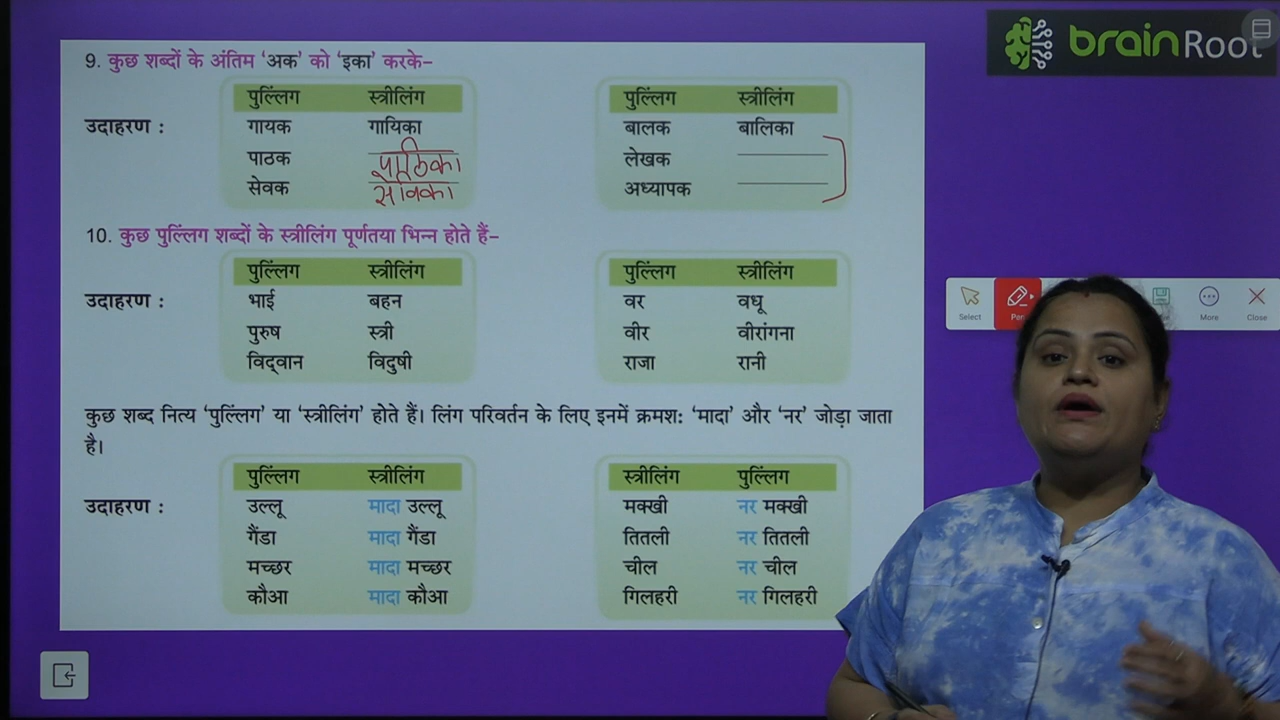 brainRoot
9. कुछ शब्दों के अंतिम ‘अक’ को ‘इका’ करके–
पुल्लिंग स्त्रीलिंग पुल्लिंग स्त्रीलिंग
उदाहरण : गायक गायिका बालक बालिका
पाठक पाठिका लेखक
सेवक सेविका अध्यापक
10. कुछ पुल्लिंग शब्दों के स्त्रीलिंग पूर्णतया भिन्न होते हैं–
पुल्लिंग स्त्रीलिंग पुल्लिंग स्त्रीलिंग
उदाहरण : भाई बहन वर वधू
पुरुष स्त्री वीर वीरांगना
विद्‌वान विदुषी राजा रानी
Select More Close
कुछ शब्द नित्य ‘पुल्लिंग’ या ‘स्त्रीलिंग’ होते हैं। लिंग परिवर्तन के लिए इनमें क्रमश: ‘मादा’ और ‘नर’ जोड़ा जाता
है।
पुल्लिंग स्त्रीलिंग स्त्रीलिंग पुल्लिंग
उदाहरण : उल्लू मादा उल्लू मक्खी नर मक्खी
गैंडा मादा गैंडा तितली नर तितली
मच्छर मादा मच्छर चील नर चील
कौआ मादा कौआ गिलहरी नर गिलहरी